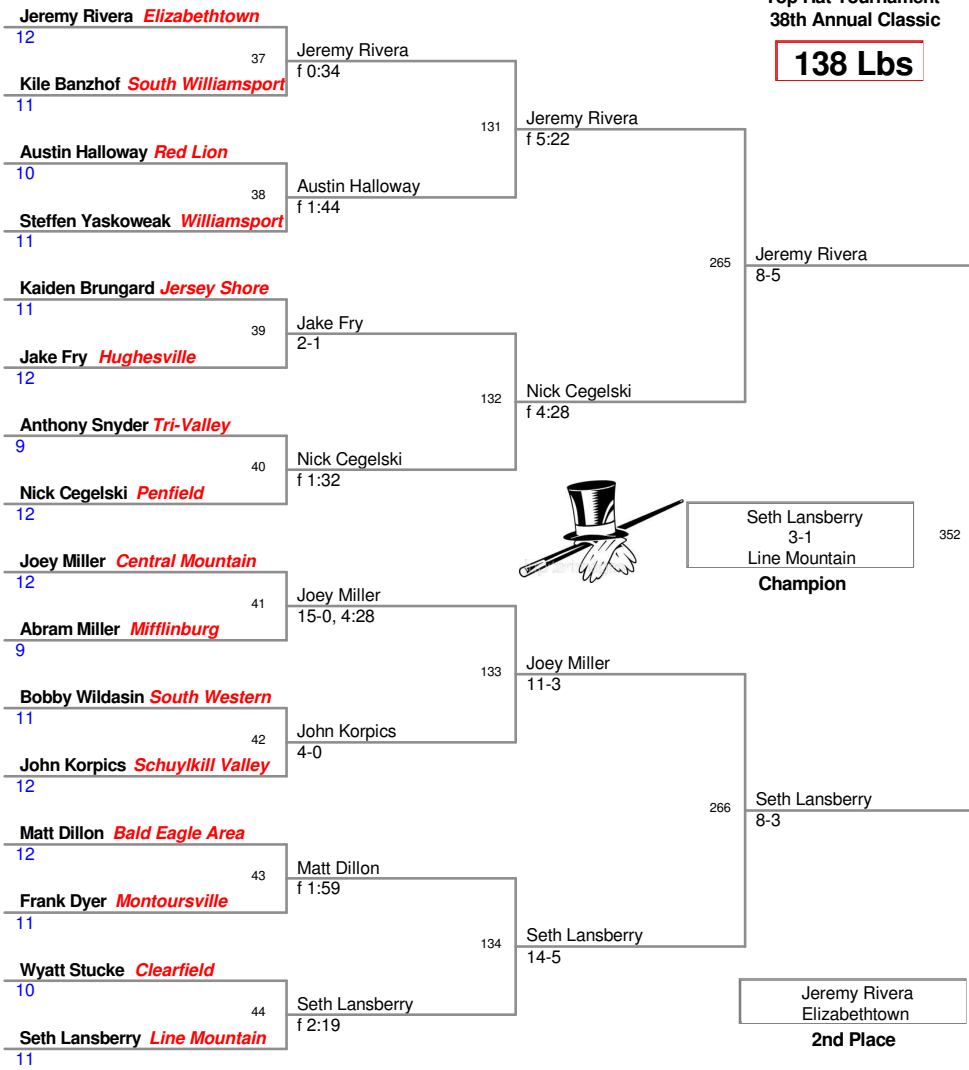 Top Hat Tournament
38th Annual Classic
138 Lbs
Jeremy Rivera Elizabethtown
12
37
Jeremy Rivera
f 0:34
Kile Banzhof South Williamsport
11
131
Jeremy Rivera
f 5:22
Austin Halloway Red Lion
10
38
Austin Halloway
f 1:44
Steffen Yaskoweak Williamsport
11
265
Jeremy Rivera
8-5
Kaiden Brungard Jersey Shore
11
39
Jake Fry
2-1
Jake Fry Hughesville
12
132
Nick Cegelski
f 4:28
Anthony Snyder Tri-Valley
9
40
Nick Cegelski
f 1:32
Nick Cegelski Penfield
12
Seth Lansberry
3-1
Line Mountain
352
Champion
Joey Miller Central Mountain
12
41
Joey Miller
15-0, 4:28
Abram Miller Mifflinburg
9
133
Joey Miller
11-3
Bobby Wildasin South Western
11
42
John Korpics
4-0
John Korpics Schuylkill Valley
12
266
Seth Lansberry
8-3
Matt Dillon Bald Eagle Area
12
43
Matt Dillon
f 1:59
Frank Dyer Montoursville
11
134
Seth Lansberry
14-5
Wyatt Stucke Clearfield
10
44
Seth Lansberry
f 2:19
Seth Lansberry Line Mountain
11
Jeremy Rivera
Elizabethtown
2nd Place